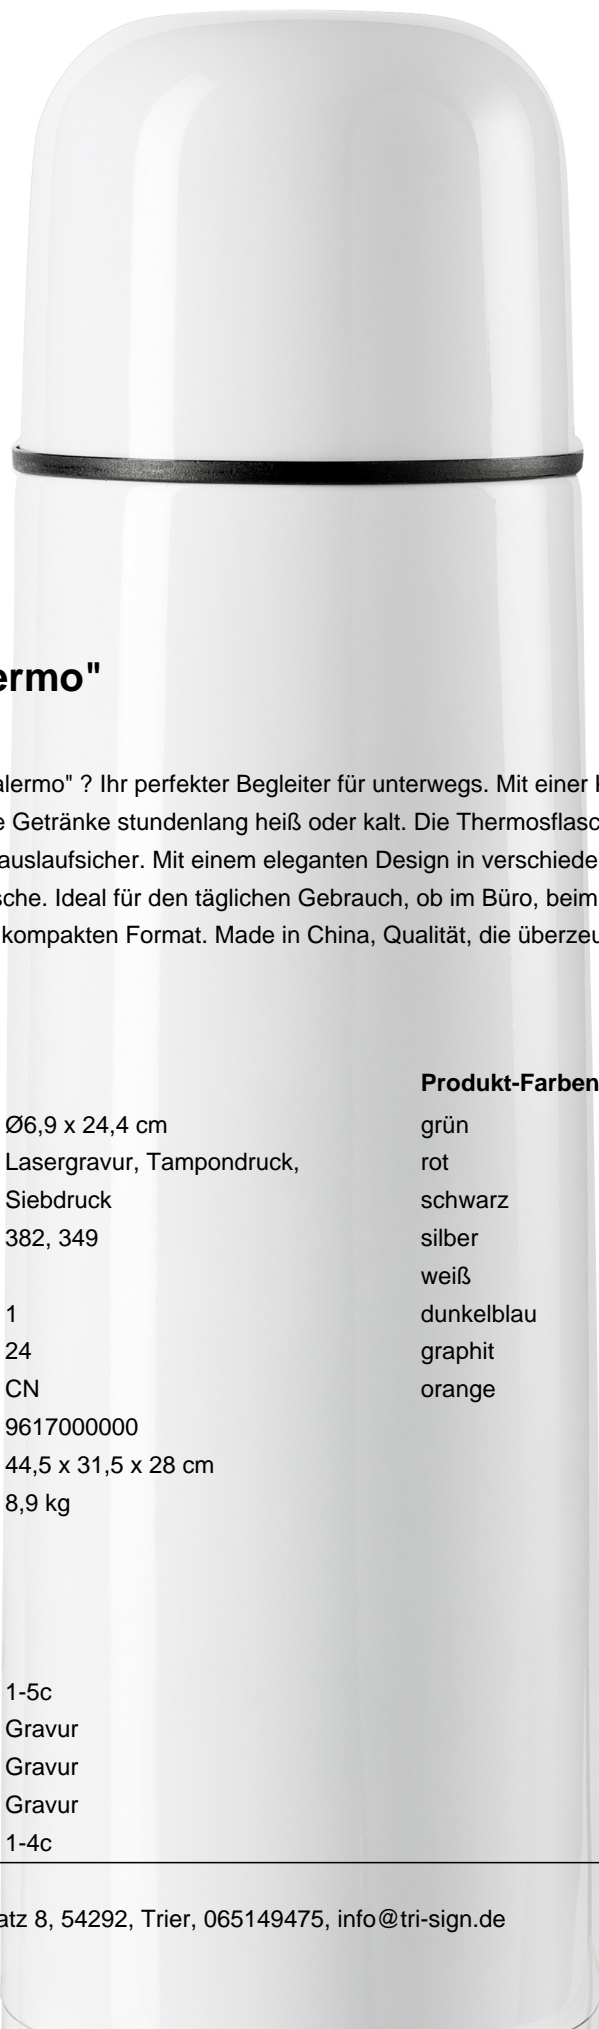 ermo"
alermo" ? Ihr perfekter Begleiter für unterwegs. Mit einer
e Getränke stundenlang heiß oder kalt. Die Thermosflasc
auslaufsicher. Mit einem eleganten Design in verschiede
sche. Ideal für den täglichen Gebrauch, ob im Büro, beim
kompakten Format. Made in China, Qualität, die überzeu
Produkt-Farben
Ø6,9 x 24,4 cm grün
Lasergravur, Tampondruck, rot
Siebdruck schwarz
382, 349 silber
weiß
1 dunkelblau
24 graphit
CN orange
9617000000
44,5 x 31,5 x 28 cm
8,9 kg
1-5c
Gravur
Gravur
Gravur
1-4c
atz 8, 54292, Trier, 065149475, info@tri-sign.de